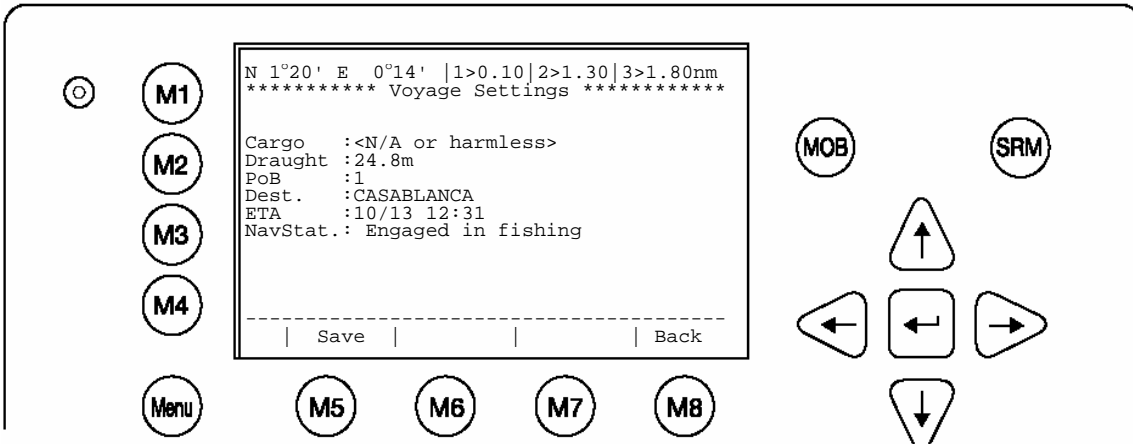 N 1°20' E 0°14' |1>0.10|2>1.30|3>1.80nm
*********** Voyage Settings ************
M1
Cargo :<N/A or harmless>
MOB
SRM
Draught :24.8m
M2
PoB :1
Dest. :CASABLANCA
ETA :10/13 12:31
NavStat.: Engaged in fishing
M3
M4
----------------------------------------
| Save | | | Back
Menu
M5
M6
M7
M8